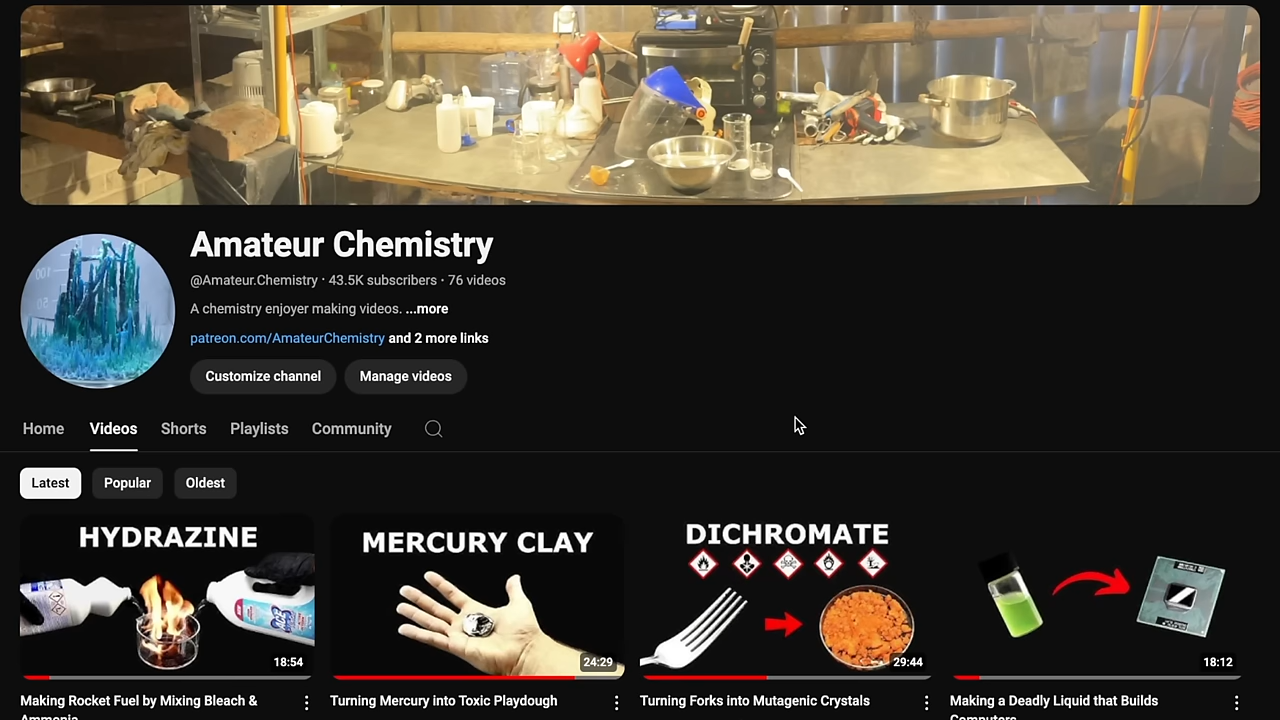 Amateur Chemistry
@Amateur.Chemistry · 43.5K subscribers · 76 videos
A chemistry enjoyer making videos. ...more
patreon.com/AmateurChemistry and 2 more links
Customize channel Manage videos
Home Videos Shorts Playlists Community
Latest Popular Oldest
HYDRAZINE MERCURY CLAY DICHROMATE
18:54 24:29 29:44 18:12
Making Rocket Fuel by Mixing Bleach & Turning Mercury into Toxic Playdough Turning Forks into Mutagenic Crystals Making a Deadly Liquid that Builds
Ammonia Computers